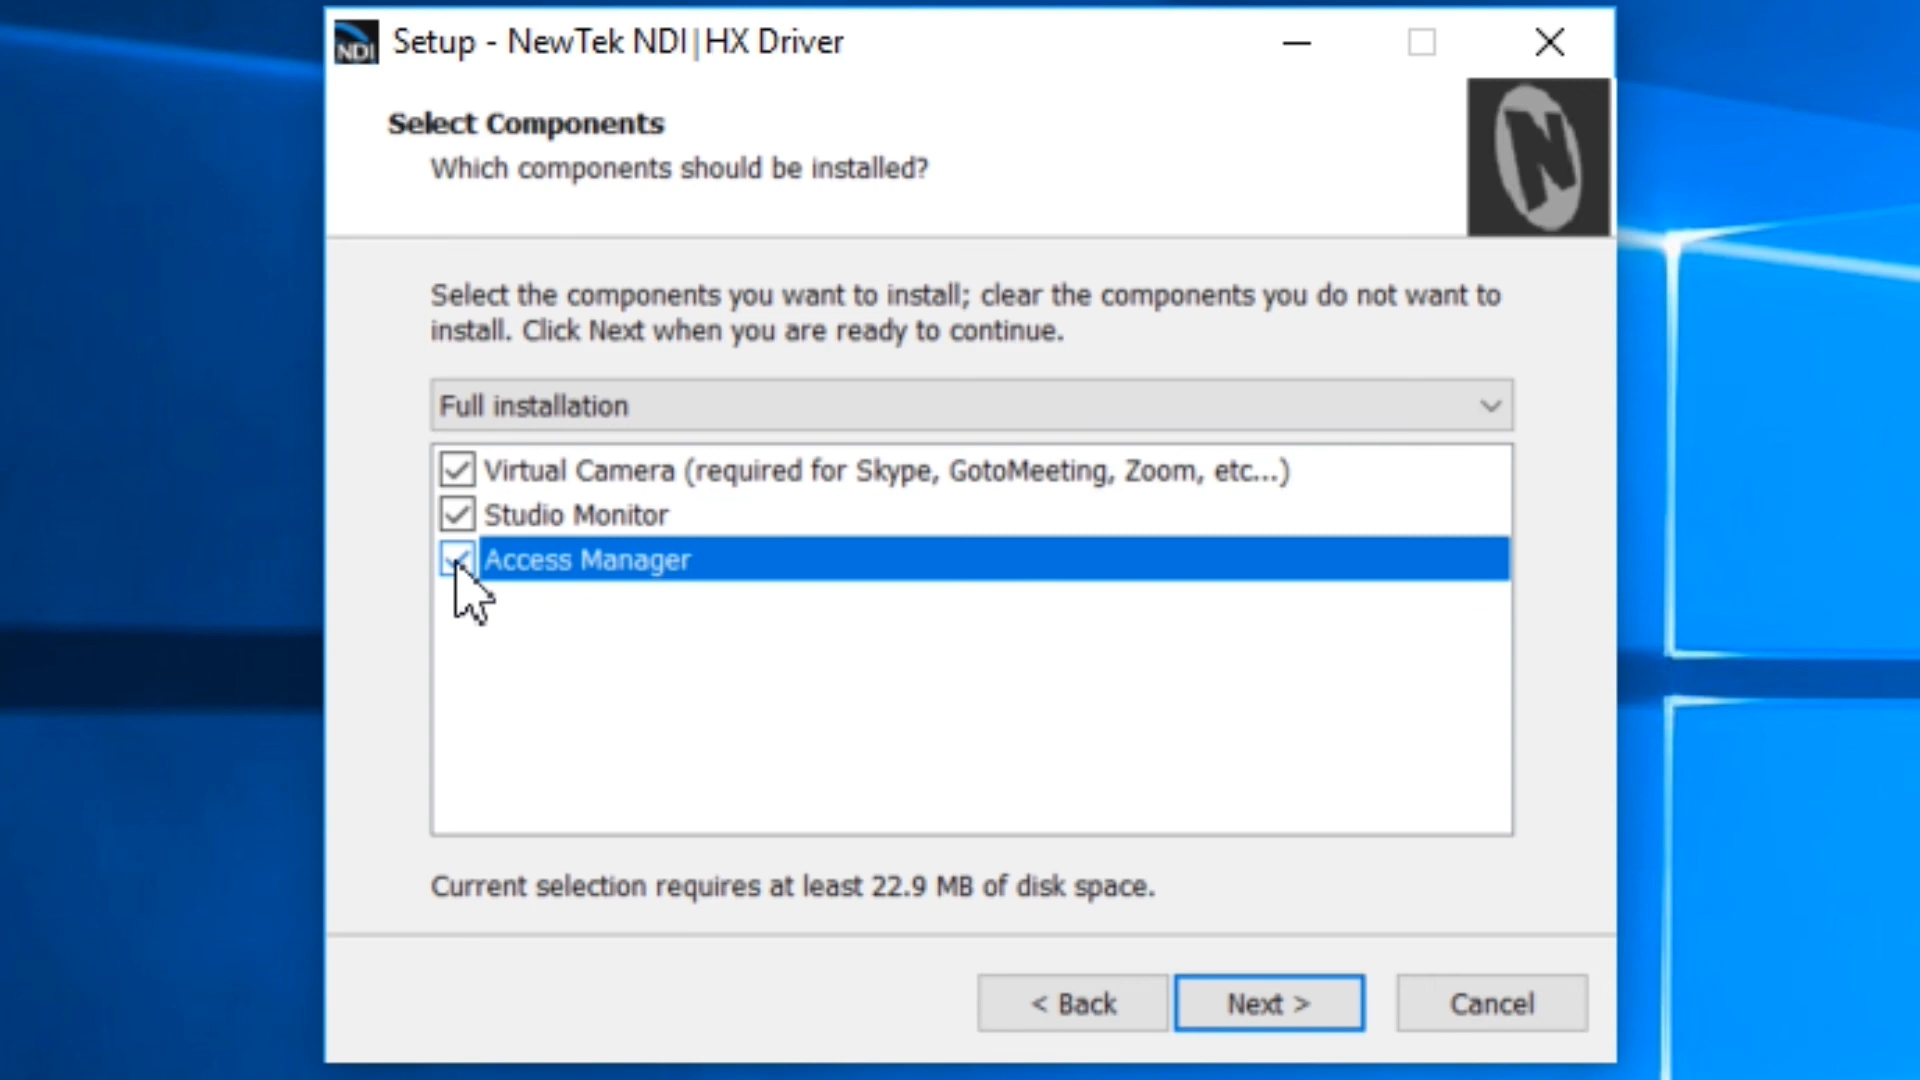 NDI
Setup - NewTek NDI|HX Driver
Select Components
Which components should be installed?
N
Select the components you want to install; clear the components you do not want to
install. Click Next when you are ready to continue.
Full installation
Virtual Camera (required for Skype, GotoMeeting, Zoom, etc...)
Studio Monitor
Access Manager
Current selection requires at least 22.9 MB of disk space.
< Back
Next >
Cancel